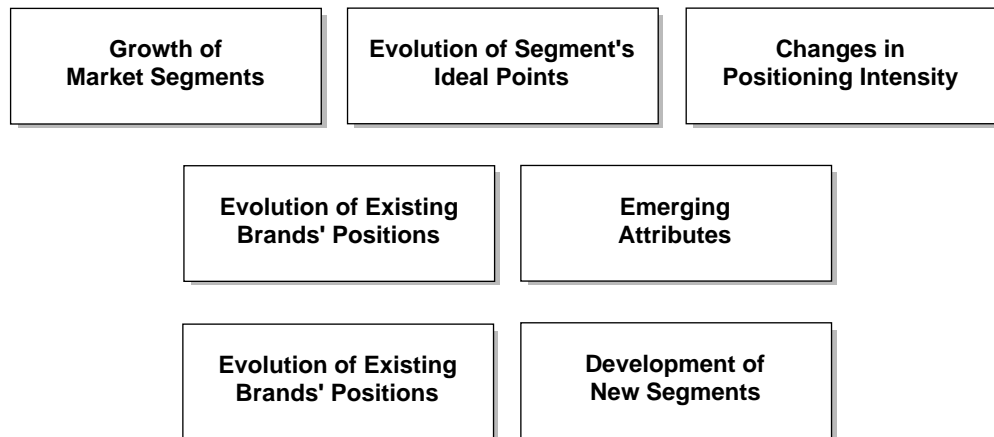 Growth of
Market Segments
Evolution of Segment's
Ideal Points
Changes in
Positioning Intensity
Evolution of Existing
Brands' Positions
Emerging
Attributes
Evolution of Existing
Brands' Positions
Development of
New Segments